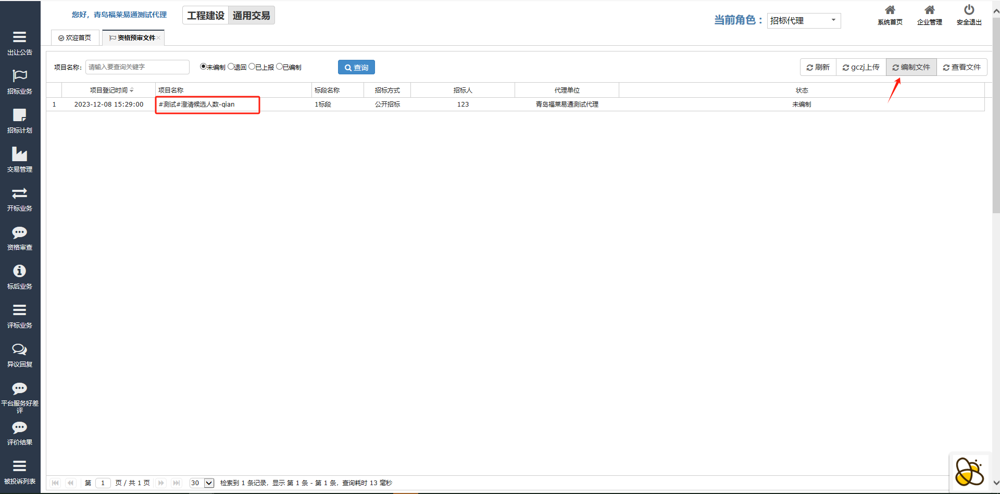 您好，青岛福莱易通测试代理
工程建设 通用交易
当前角色： 招标代理
系统首页 企业管理 安全退出
欢迎首页 资格预审文件
出让公告
招标业务
招标计划
交易管理
开标业务
资格审查
标后业务
评标业务
异议回复
平台服务好差
评
评价结果
被投诉列表
项目名称： 请输入要查询关键字 未编制 退回 已上报 已编制 查询 刷新 gczj上传 编制文件 查看文件
项目登记时间 项目名称 标段名称 招标方式 招标人 代理单位 状态
1 2023-12-08 15:29:00 #测试#澄清候选人数-qian 1标段 公开招标 123 青岛福莱易通测试代理 未编制
第 1 页 / 共 1 页 30 检索到 1 条记录，显示 第 1 条 - 第 1 条，查询耗时 13 毫秒